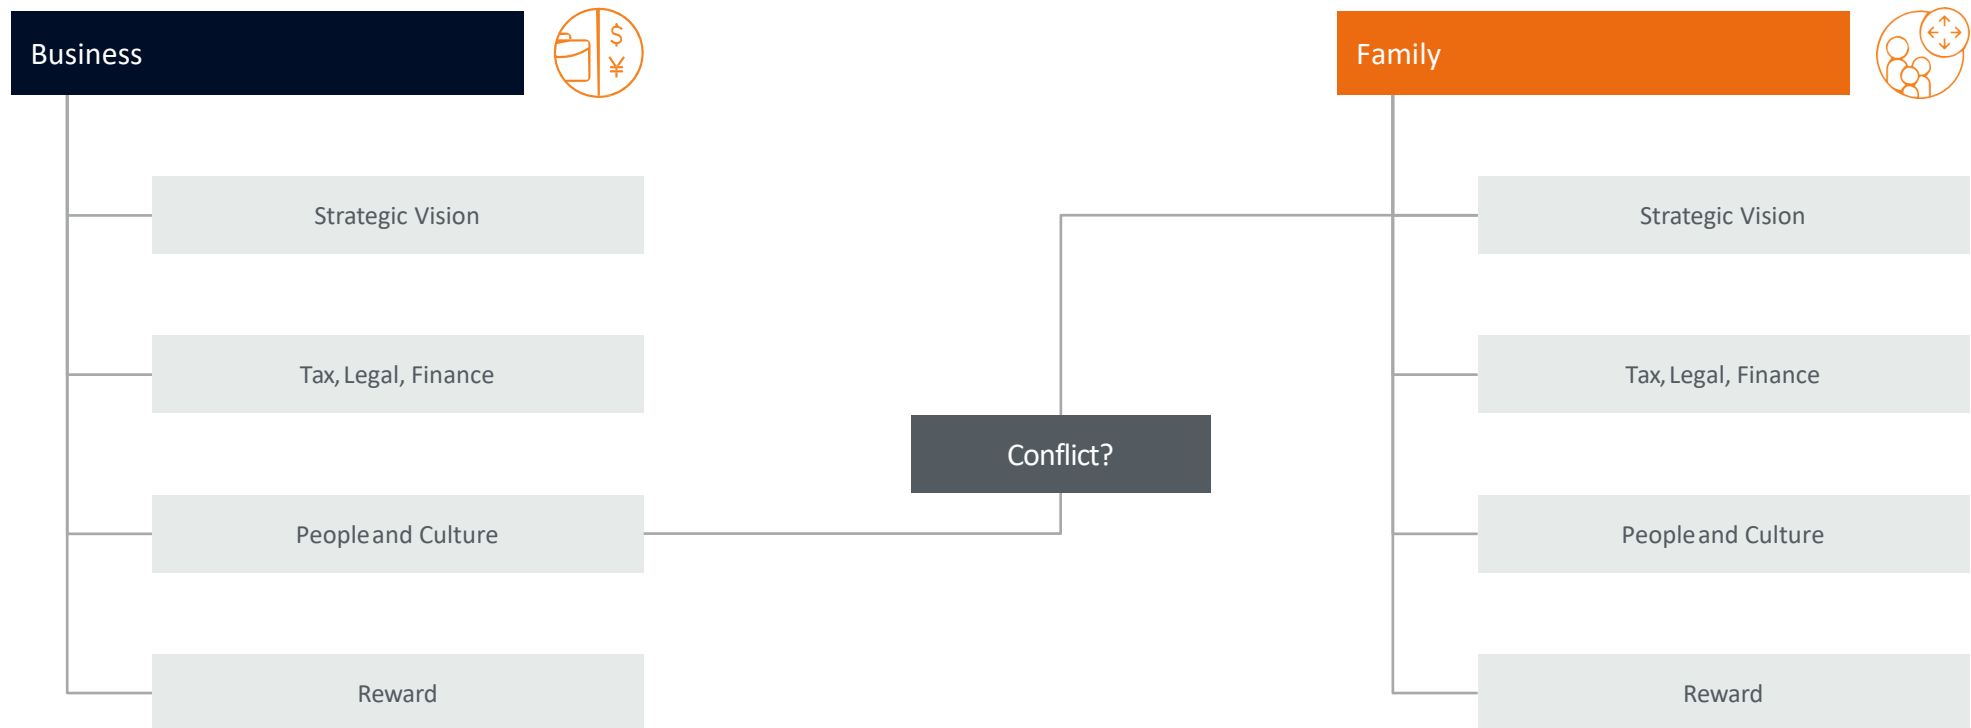 Business
$
¥
Strategic Vision
Tax, Legal, Finance
People and Culture
Reward
Conflict?
Family
Strategic Vision
Tax, Legal, Finance
People and Culture
Reward